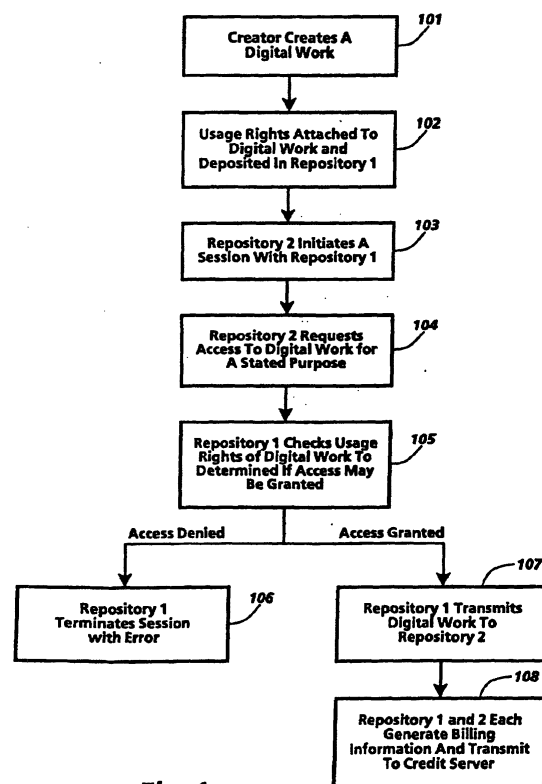 101
Creator Creates A
Digital Work
102
Usage Rights Attached To
Digital Work and
Deposited In Repository 1
103
Repository 2 Initiates A
Session With Repository 1
104
Repository 2 Requests
Access To Digital Work for
A Stated Purpose
105
Repository 1 Checks Usage
Rights of Digital Work To
Determined If Access May
Be Granted
Access Denied
Access Granted
106
Repository 1
Terminates Session
with Error
107
Repository 1 Transmits
Digital Work To
Repository 2
108
Repository 1 and 2 Each
Generate Billing
Information And Transmit
To Credit Server